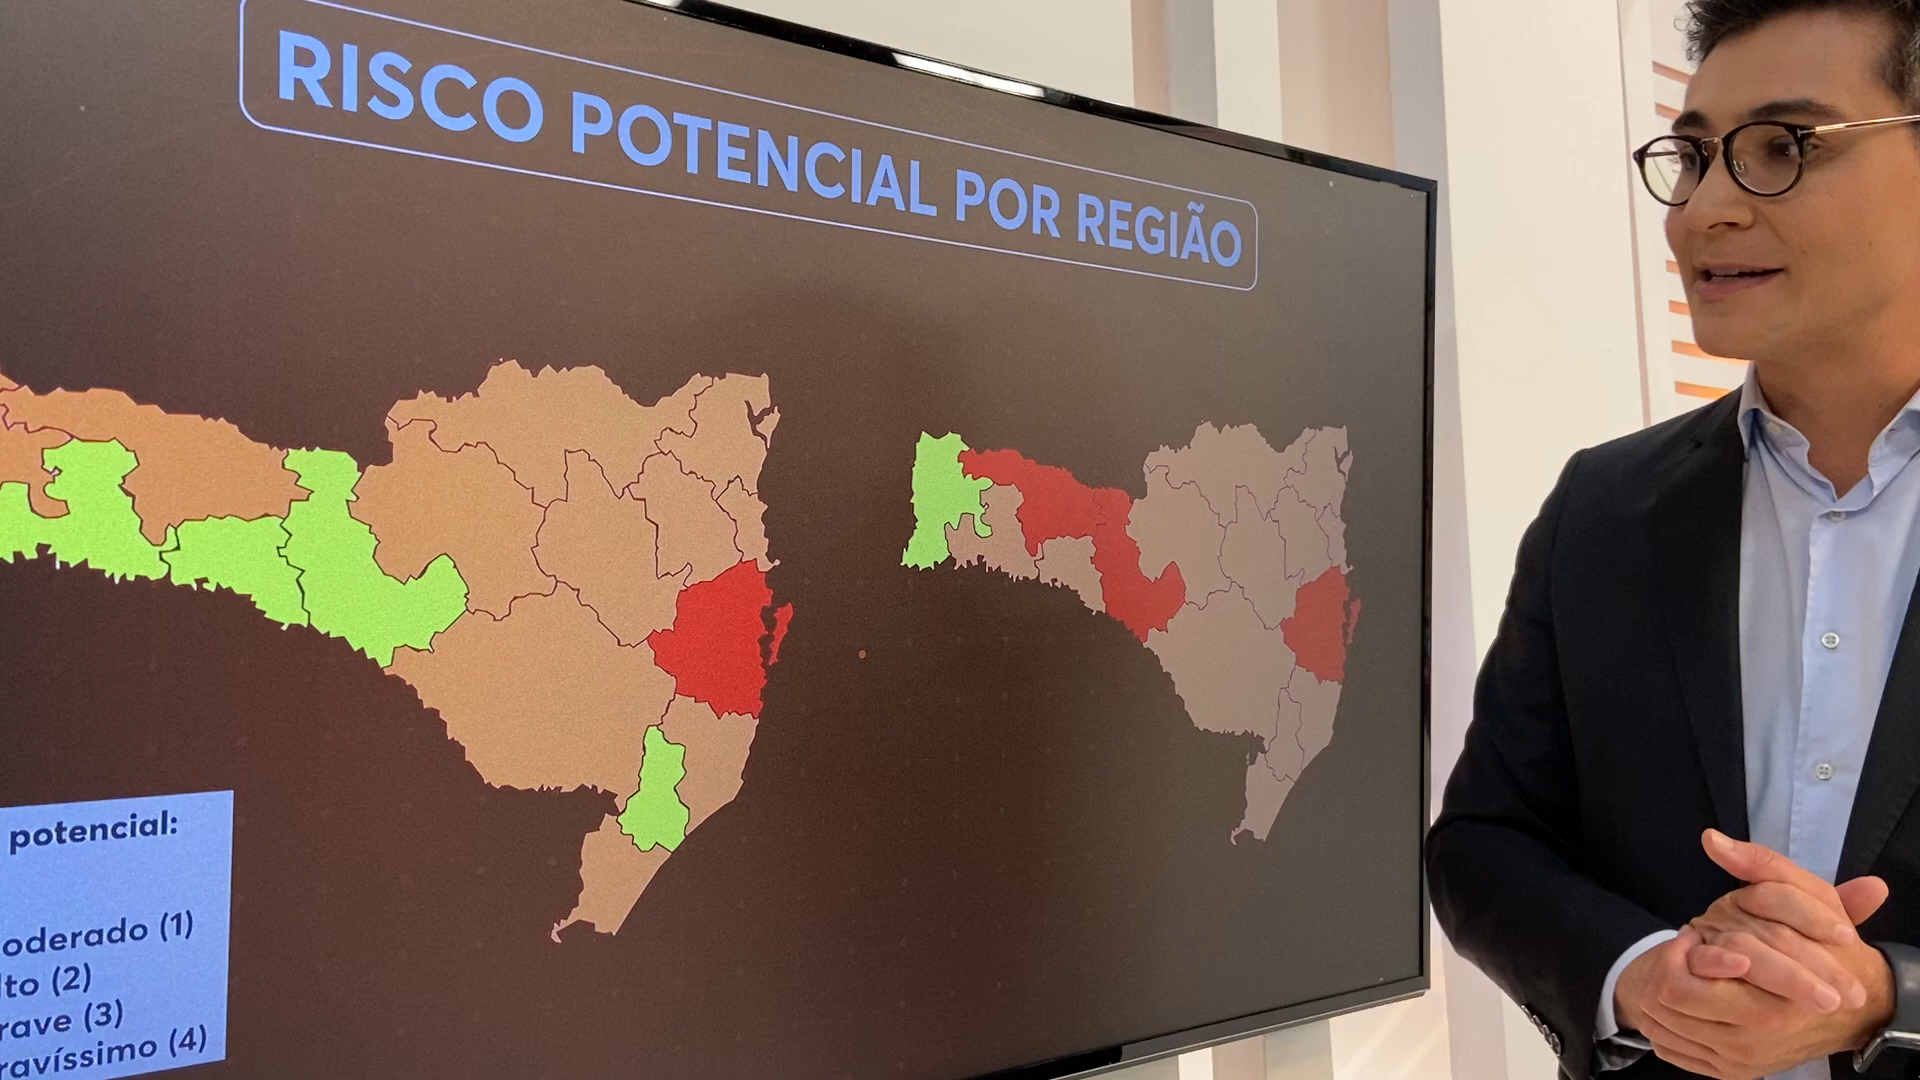 RISCO POTENCIAL POR REGIÃO
potencial:
oderado (1)
lto (2)
rave (3)
ravíssimo (4)